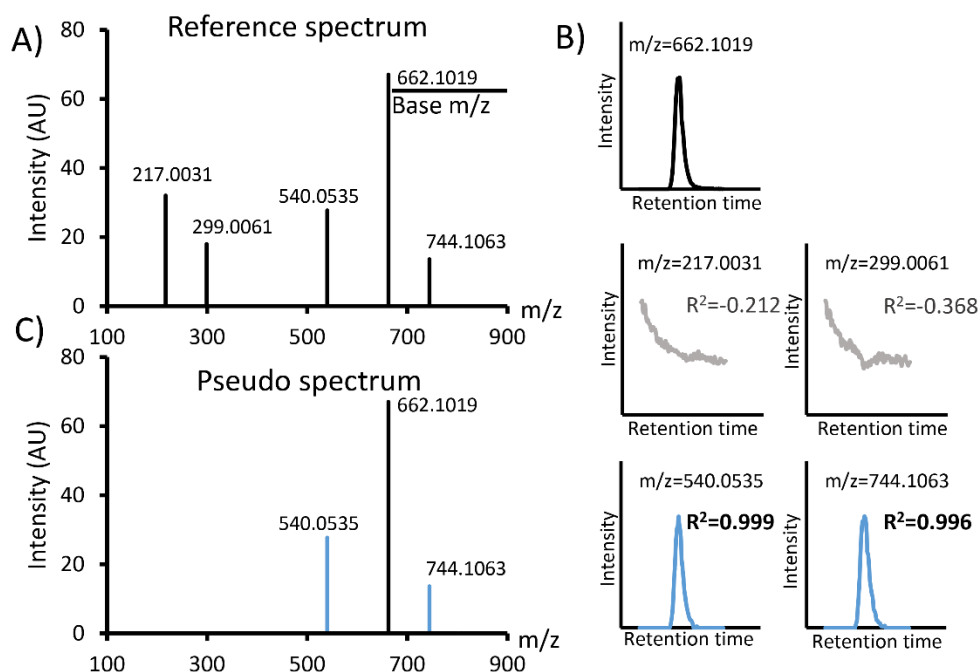 A)
Reference spectrum
Intensity (AU)
80
60
40
20
0
217.0031
299.0061
540.0535
662.1019
Base m/z
744.1063
100 300 500 700 900
m/z
B)
m/z=662.1019
Intensity
Retention time
m/z=217.0031
R²=-0.212
Intensity
Retention time
m/z=299.0061
R²=-0.368
Intensity
Retention time
m/z=540.0535
R²=0.999
Intensity
Retention time
m/z=744.1063
R²=0.996
Intensity
Retention time
C)
Pseudo spectrum
Intensity (AU)
80
60
40
20
0
540.0535
662.1019
744.1063
100 300 500 700 900
m/z